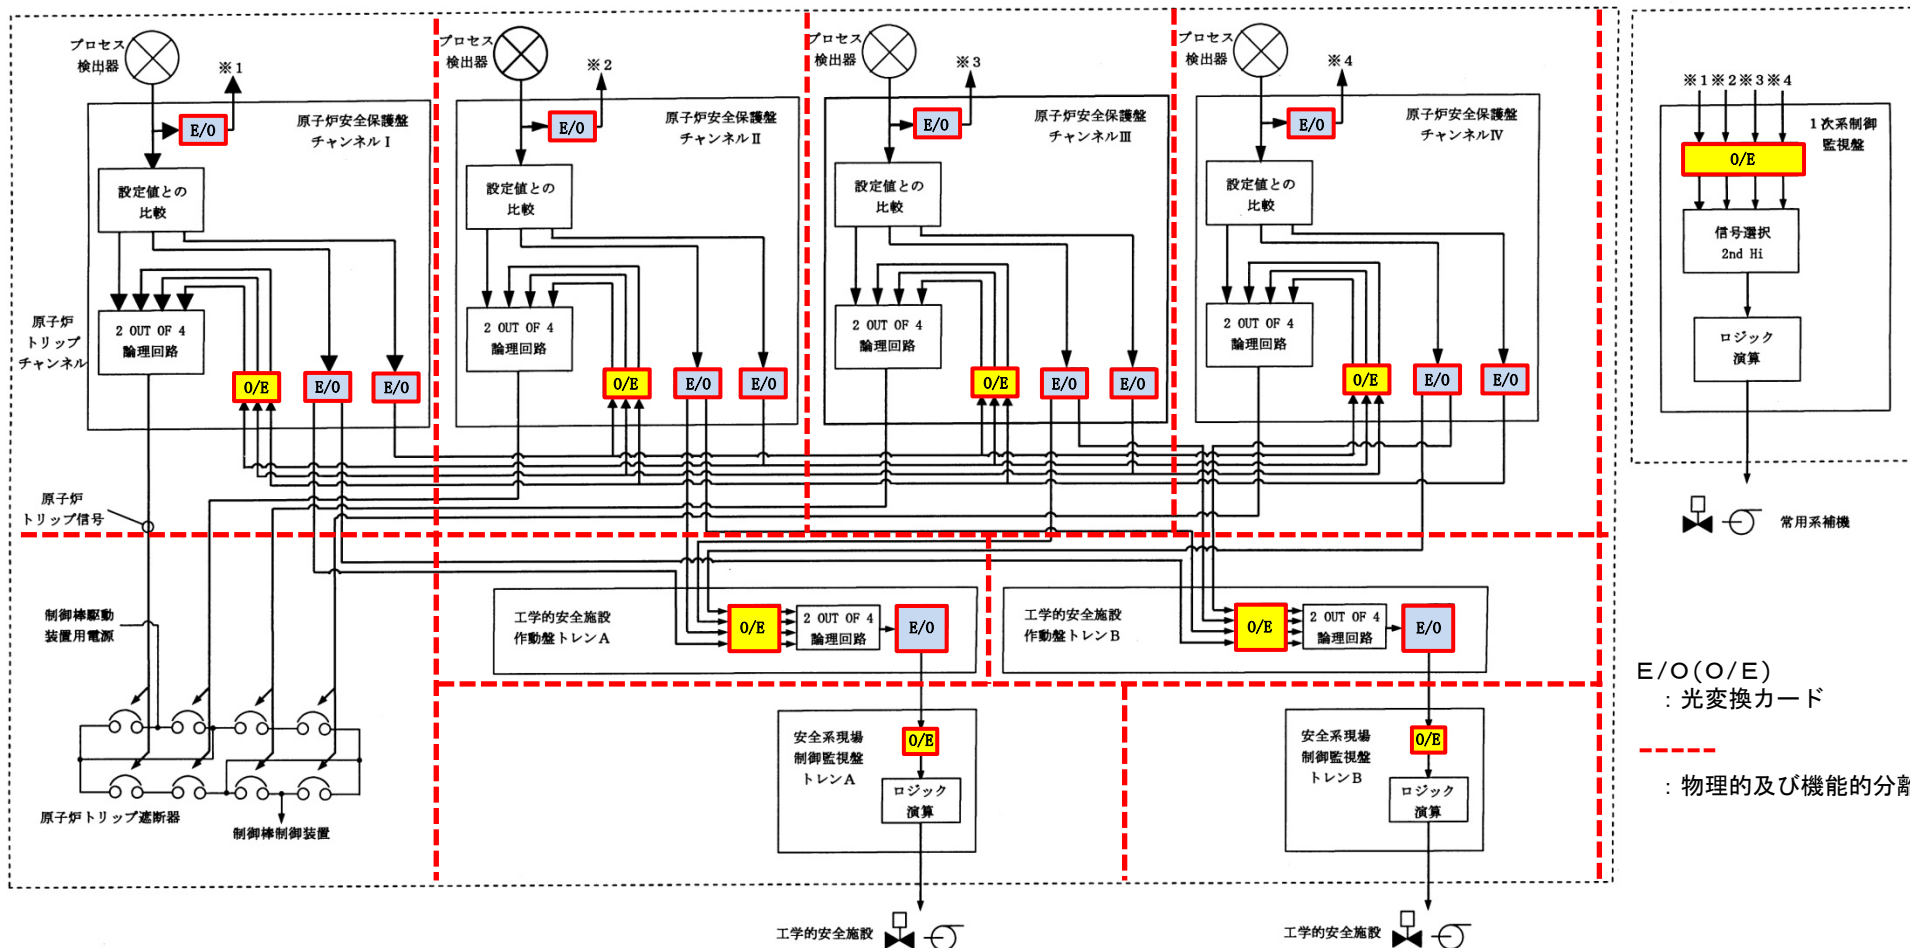 プロセス
検出器
※1
E/O
原子炉安全保護盤
チャンネルⅠ
設定値との
比較
2 OUT OF 4
論理回路
O/E
E/O
E/O
プロセス
検出器
※2
E/O
原子炉安全保護盤
チャンネルⅡ
設定値との
比較
2 OUT OF 4
論理回路
O/E
E/O
E/O
プロセス
検出器
※3
E/O
原子炉安全保護盤
チャンネルⅢ
設定値との
比較
2 OUT OF 4
論理回路
O/E
E/O
E/O
プロセス
検出器
※4
E/O
原子炉安全保護盤
チャンネルⅣ
設定値との
比較
2 OUT OF 4
論理回路
O/E
E/O
E/O
※1※2※3※4
1次系制御
監視盤
O/E
信号選択
2nd Hi
ロジック
演算
常用系補機
原子炉
トリップ
チャンネル
原子炉
トリップ信号
制御棒駆動
装置用電源
原子炉トリップ遮断器
制御棒制御装置
工学的安全施設
作動盤トレンA
O/E
2 OUT OF 4
論理回路
E/O
工学的安全施設
作動盤トレンB
O/E
2 OUT OF 4
論理回路
E/O
安全系現場
制御監視盤
トレンA
O/E
ロジック
演算
工学的安全施設
安全系現場
制御監視盤
トレンB
O/E
ロジック
演算
工学的安全施設
E/O(O/E)
：光変換カード
：物理的及び機能的分離